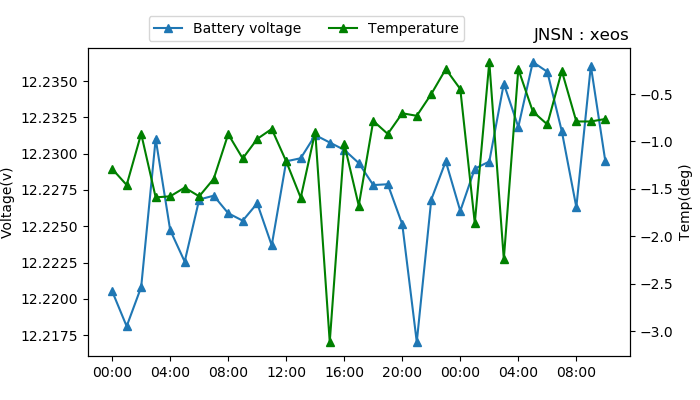 Battery voltage
Temperature
JNSN : xeos
12.2350
12.2325
12.2300
12.2275
12.2250
12.2225
12.2200
12.2175
Voltage(v)
−0.5
−1.0
−1.5
−2.0
−2.5
−3.0
Temp(deg)
00:00 04:00 08:00 12:00 16:00 20:00 00:00 04:00 08:00